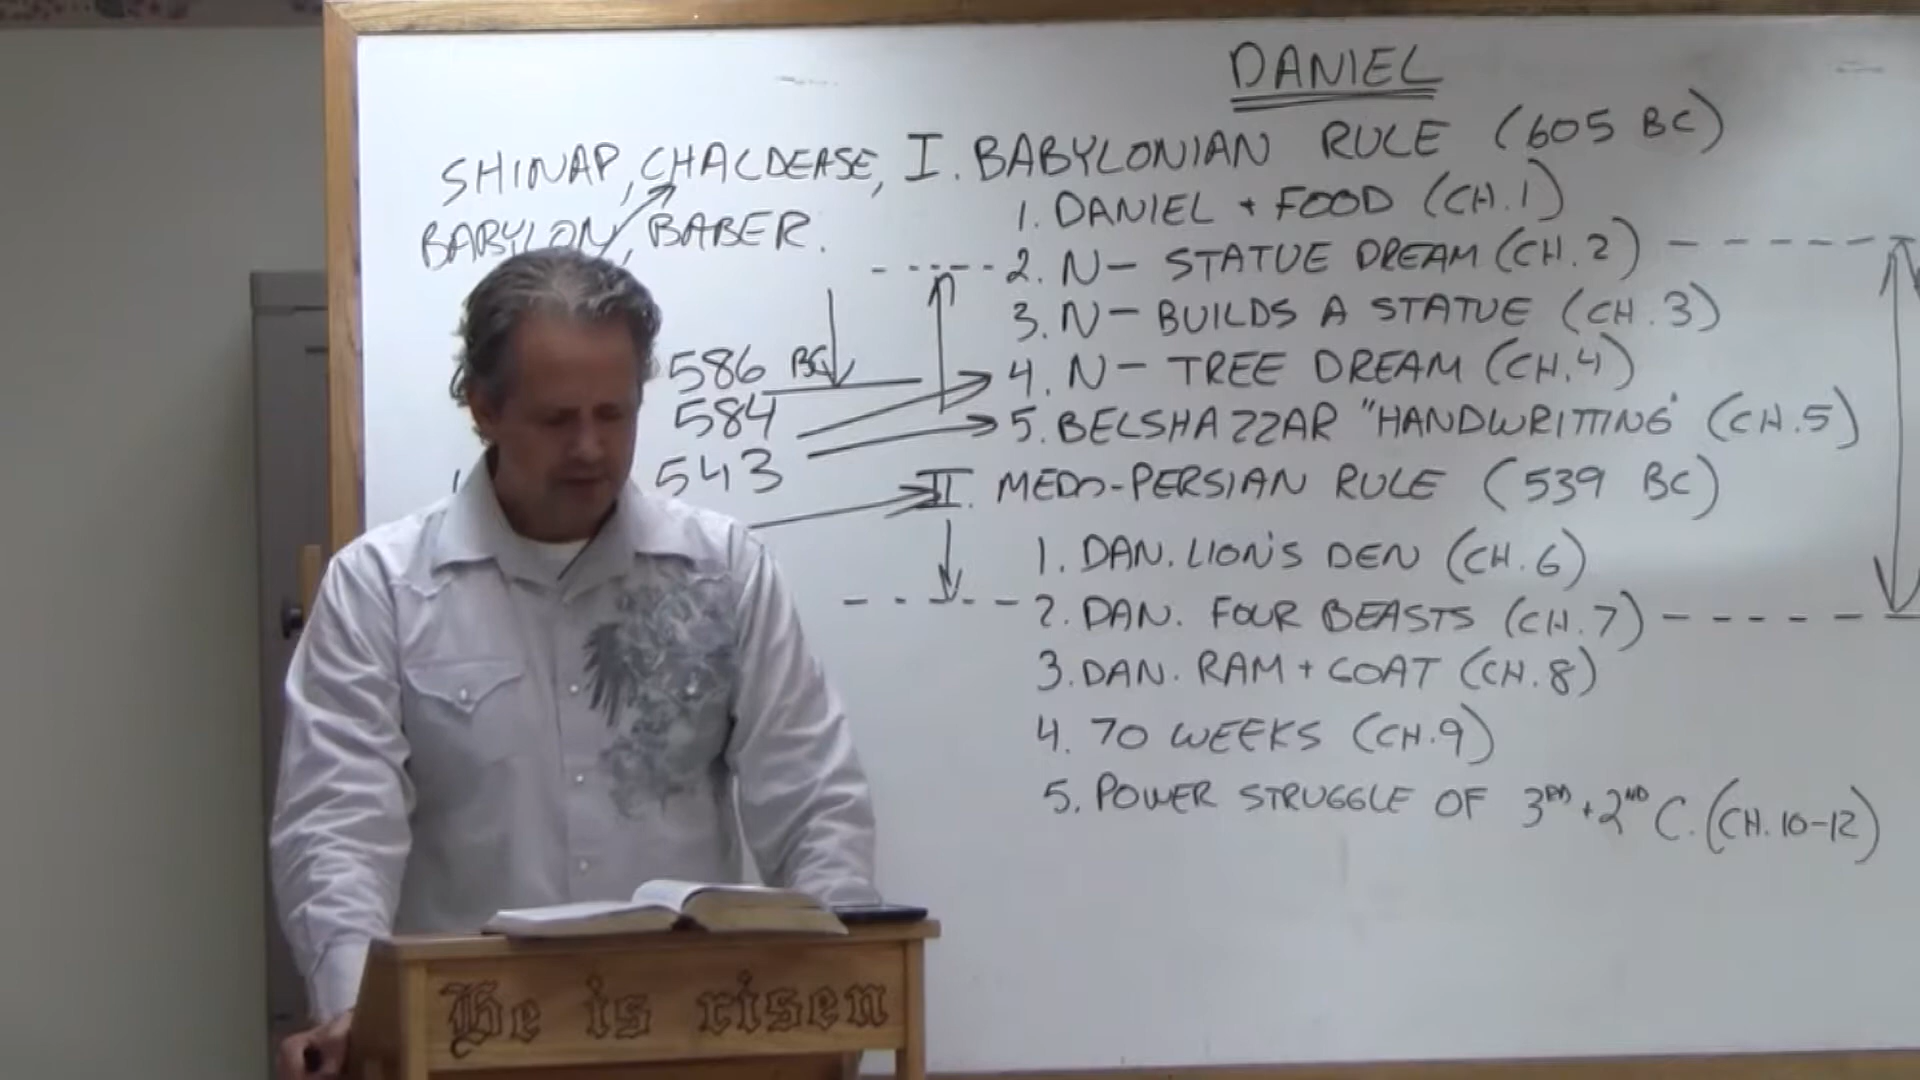 DANIEL
SHINAP, CHALDEASE,
BABYLON, BABER.
586 BC
584
543
I. BABYLONIAN RULE (605 BC)
1. DANIEL + FOOD (CH. 1)
2. N- STATUE DREAM (CH. 2)
3. N- BUILDS A STATUE (CH. 3)
4. N- TREE DREAM (CH. 4)
5. BELSHAZZAR "HANDWRITTING" (CH. 5)
II. MEDO-PERSIAN RULE (539 BC)
1. DAN. LION'S DEN (CH. 6)
2. DAN. FOUR BEASTS (CH. 7)
3. DAN. RAM + GOAT (CH. 8)
4. 70 WEEKS (CH. 9)
5. POWER STRUGGLE OF 3RD + 2ND C. (CH. 10-12)
He is risen